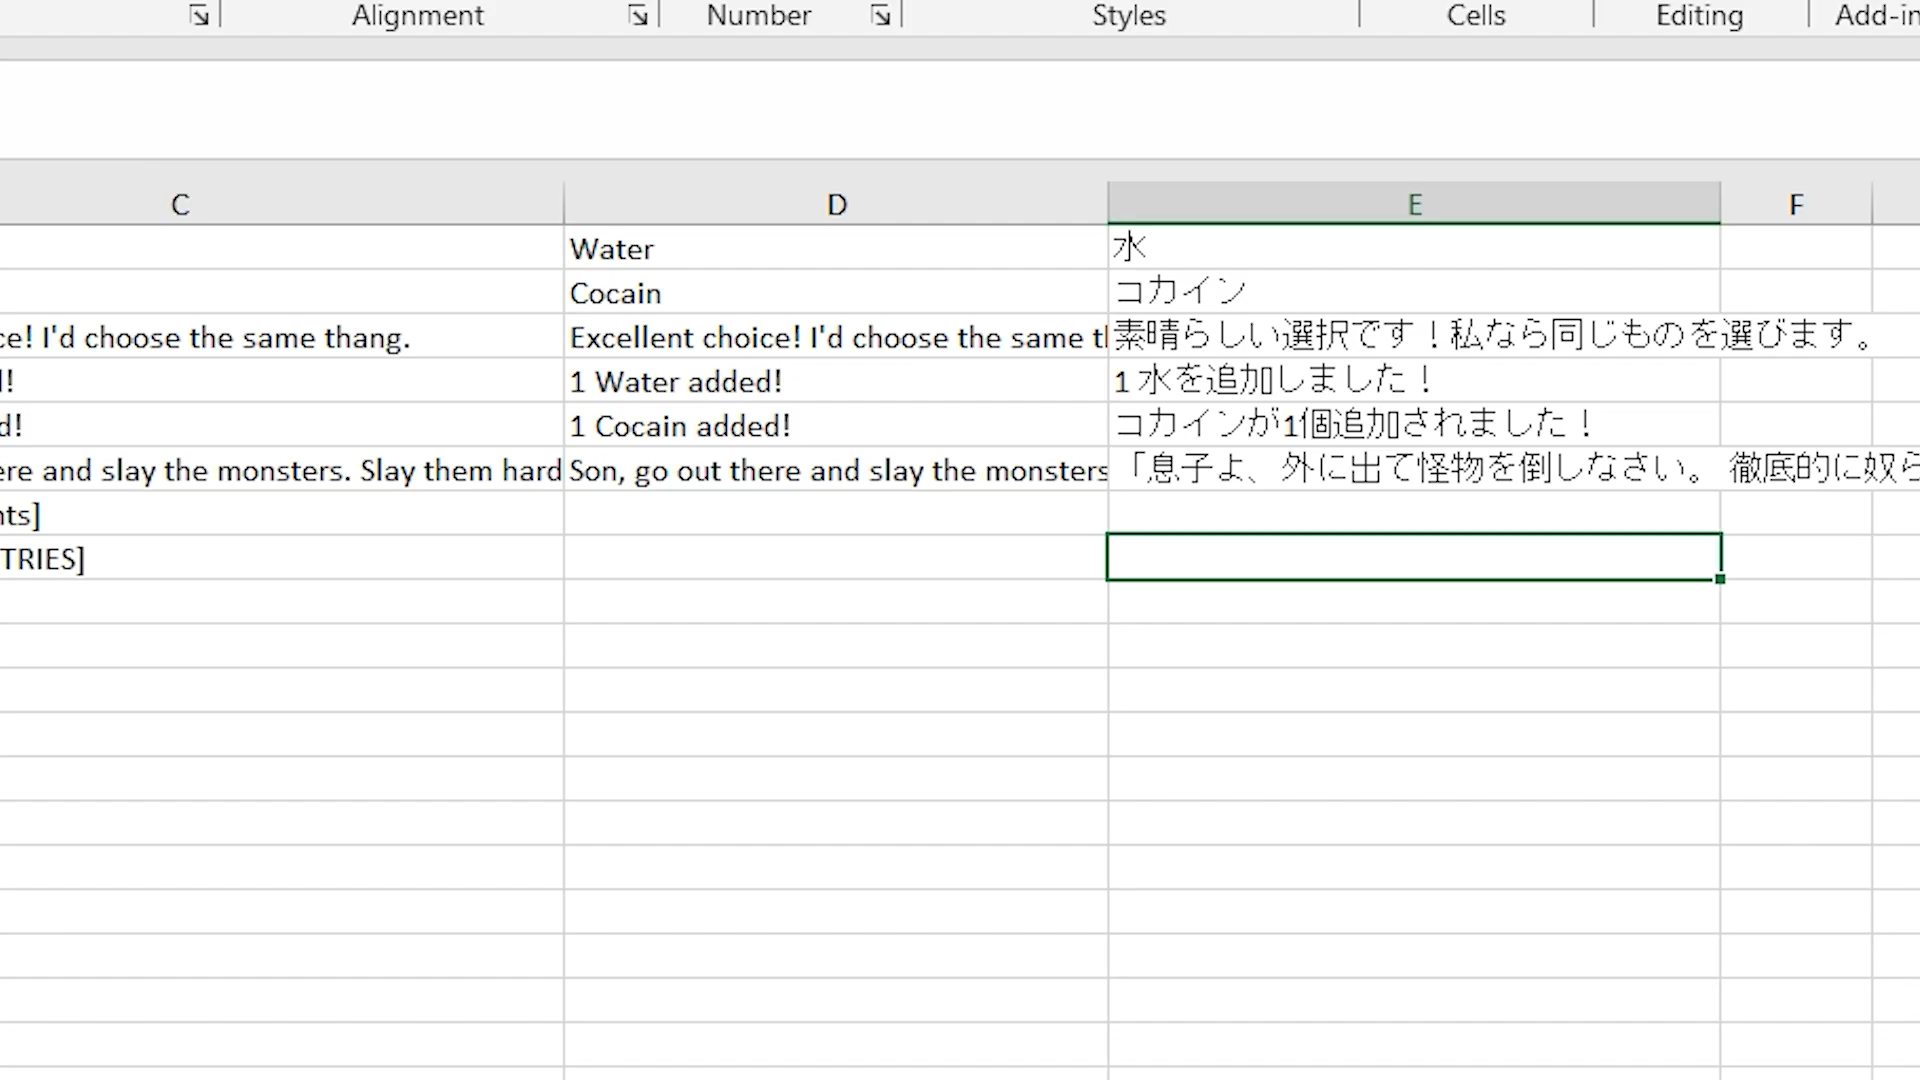 Alignment Number Styles Cells Editing Add-in
C D E F
Water 水
Cocain コカイン
ce! I'd choose the same thang. Excellent choice! I'd choose the same tl 素晴らしい選択です！私なら同じものを選びます。
! 1 Water added! 1 水を追加しました！
d! 1 Cocain added! コカインが1個追加されました！
ere and slay the monsters. Slay them hard Son, go out there and slay the monsters 「息子よ、外に出て怪物を倒しなさい。 徹底的に奴ら
nts]
TRIES]